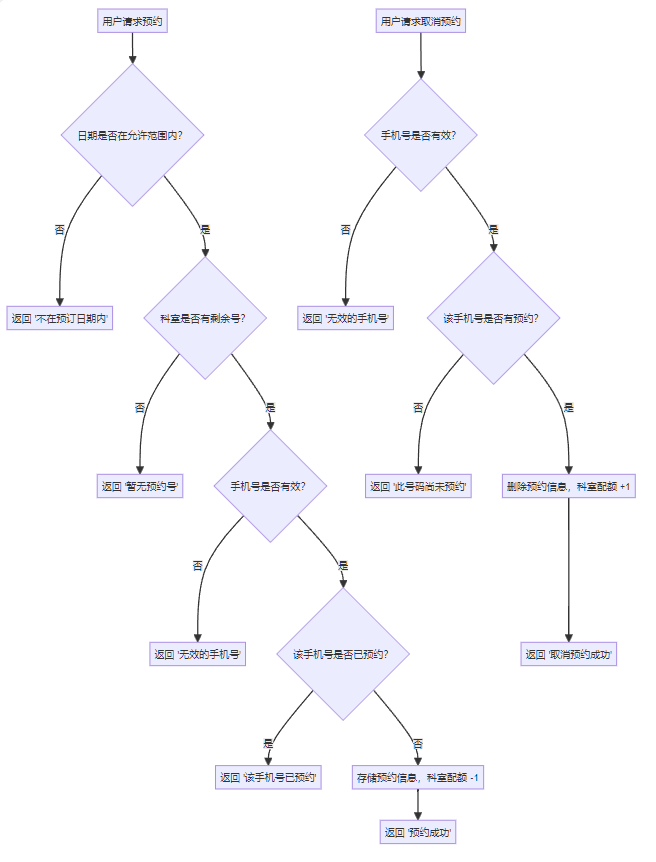 用户请求预约
用户请求取消预约
日期是否在允许范围内?
手机号是否有效?
否
是
否
是
返回 '不在预订日期内'
科室是否有剩余号?
返回 '无效的手机号'
该手机号是否有预约?
否
是
否
是
返回 '暂无预约号'
手机号是否有效?
返回 '此号码尚未预约'
删除预约信息，科室配额 +1
否
是
返回 '无效的手机号'
该手机号是否已预约?
返回 '取消预约成功'
是
否
返回 '该手机号已预约'
存储预约信息，科室配额 -1
返回 '预约成功'